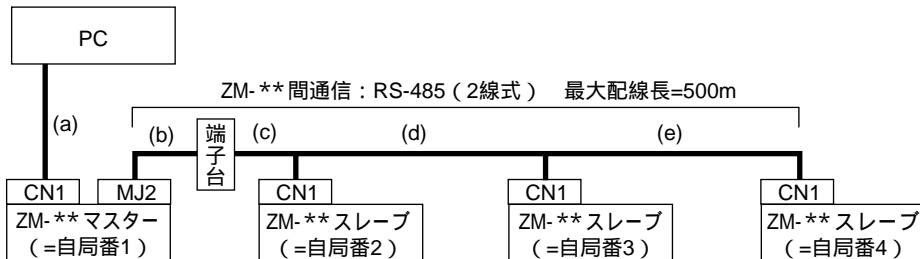 PC
ZM-**間通信：RS-485（2線式）　最大配線長=500m
(a)
(b)
端子台
(c)
(d)
(e)
CN1
MJ2
CN1
CN1
CN1
ZM-**マスター
（=自局番1）
ZM-**スレーブ
（=自局番2）
ZM-**スレーブ
（=自局番3）
ZM-**スレーブ
（=自局番4）